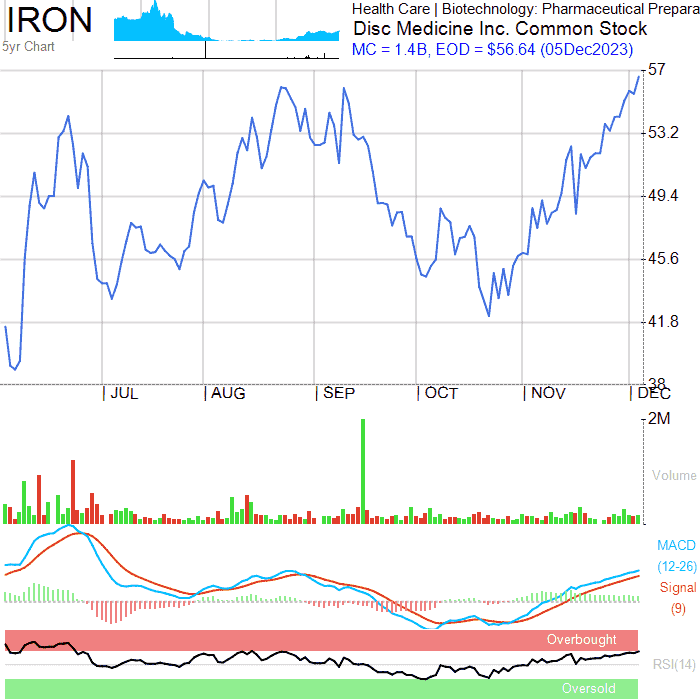 IRON
5yr Chart
Health Care | Biotechnology: Pharmaceutical Prepara
Disc Medicine Inc. Common Stock
MC = 1.4B, EOD = $56.64 (05Dec2023)
57
53.2
49.4
45.6
41.8
38
| JUL | AUG | SEP | OCT | NOV | DEC
2M
Volume
MACD
(12-26)
Signal
(9)
Overbought
RSI(14)
Oversold